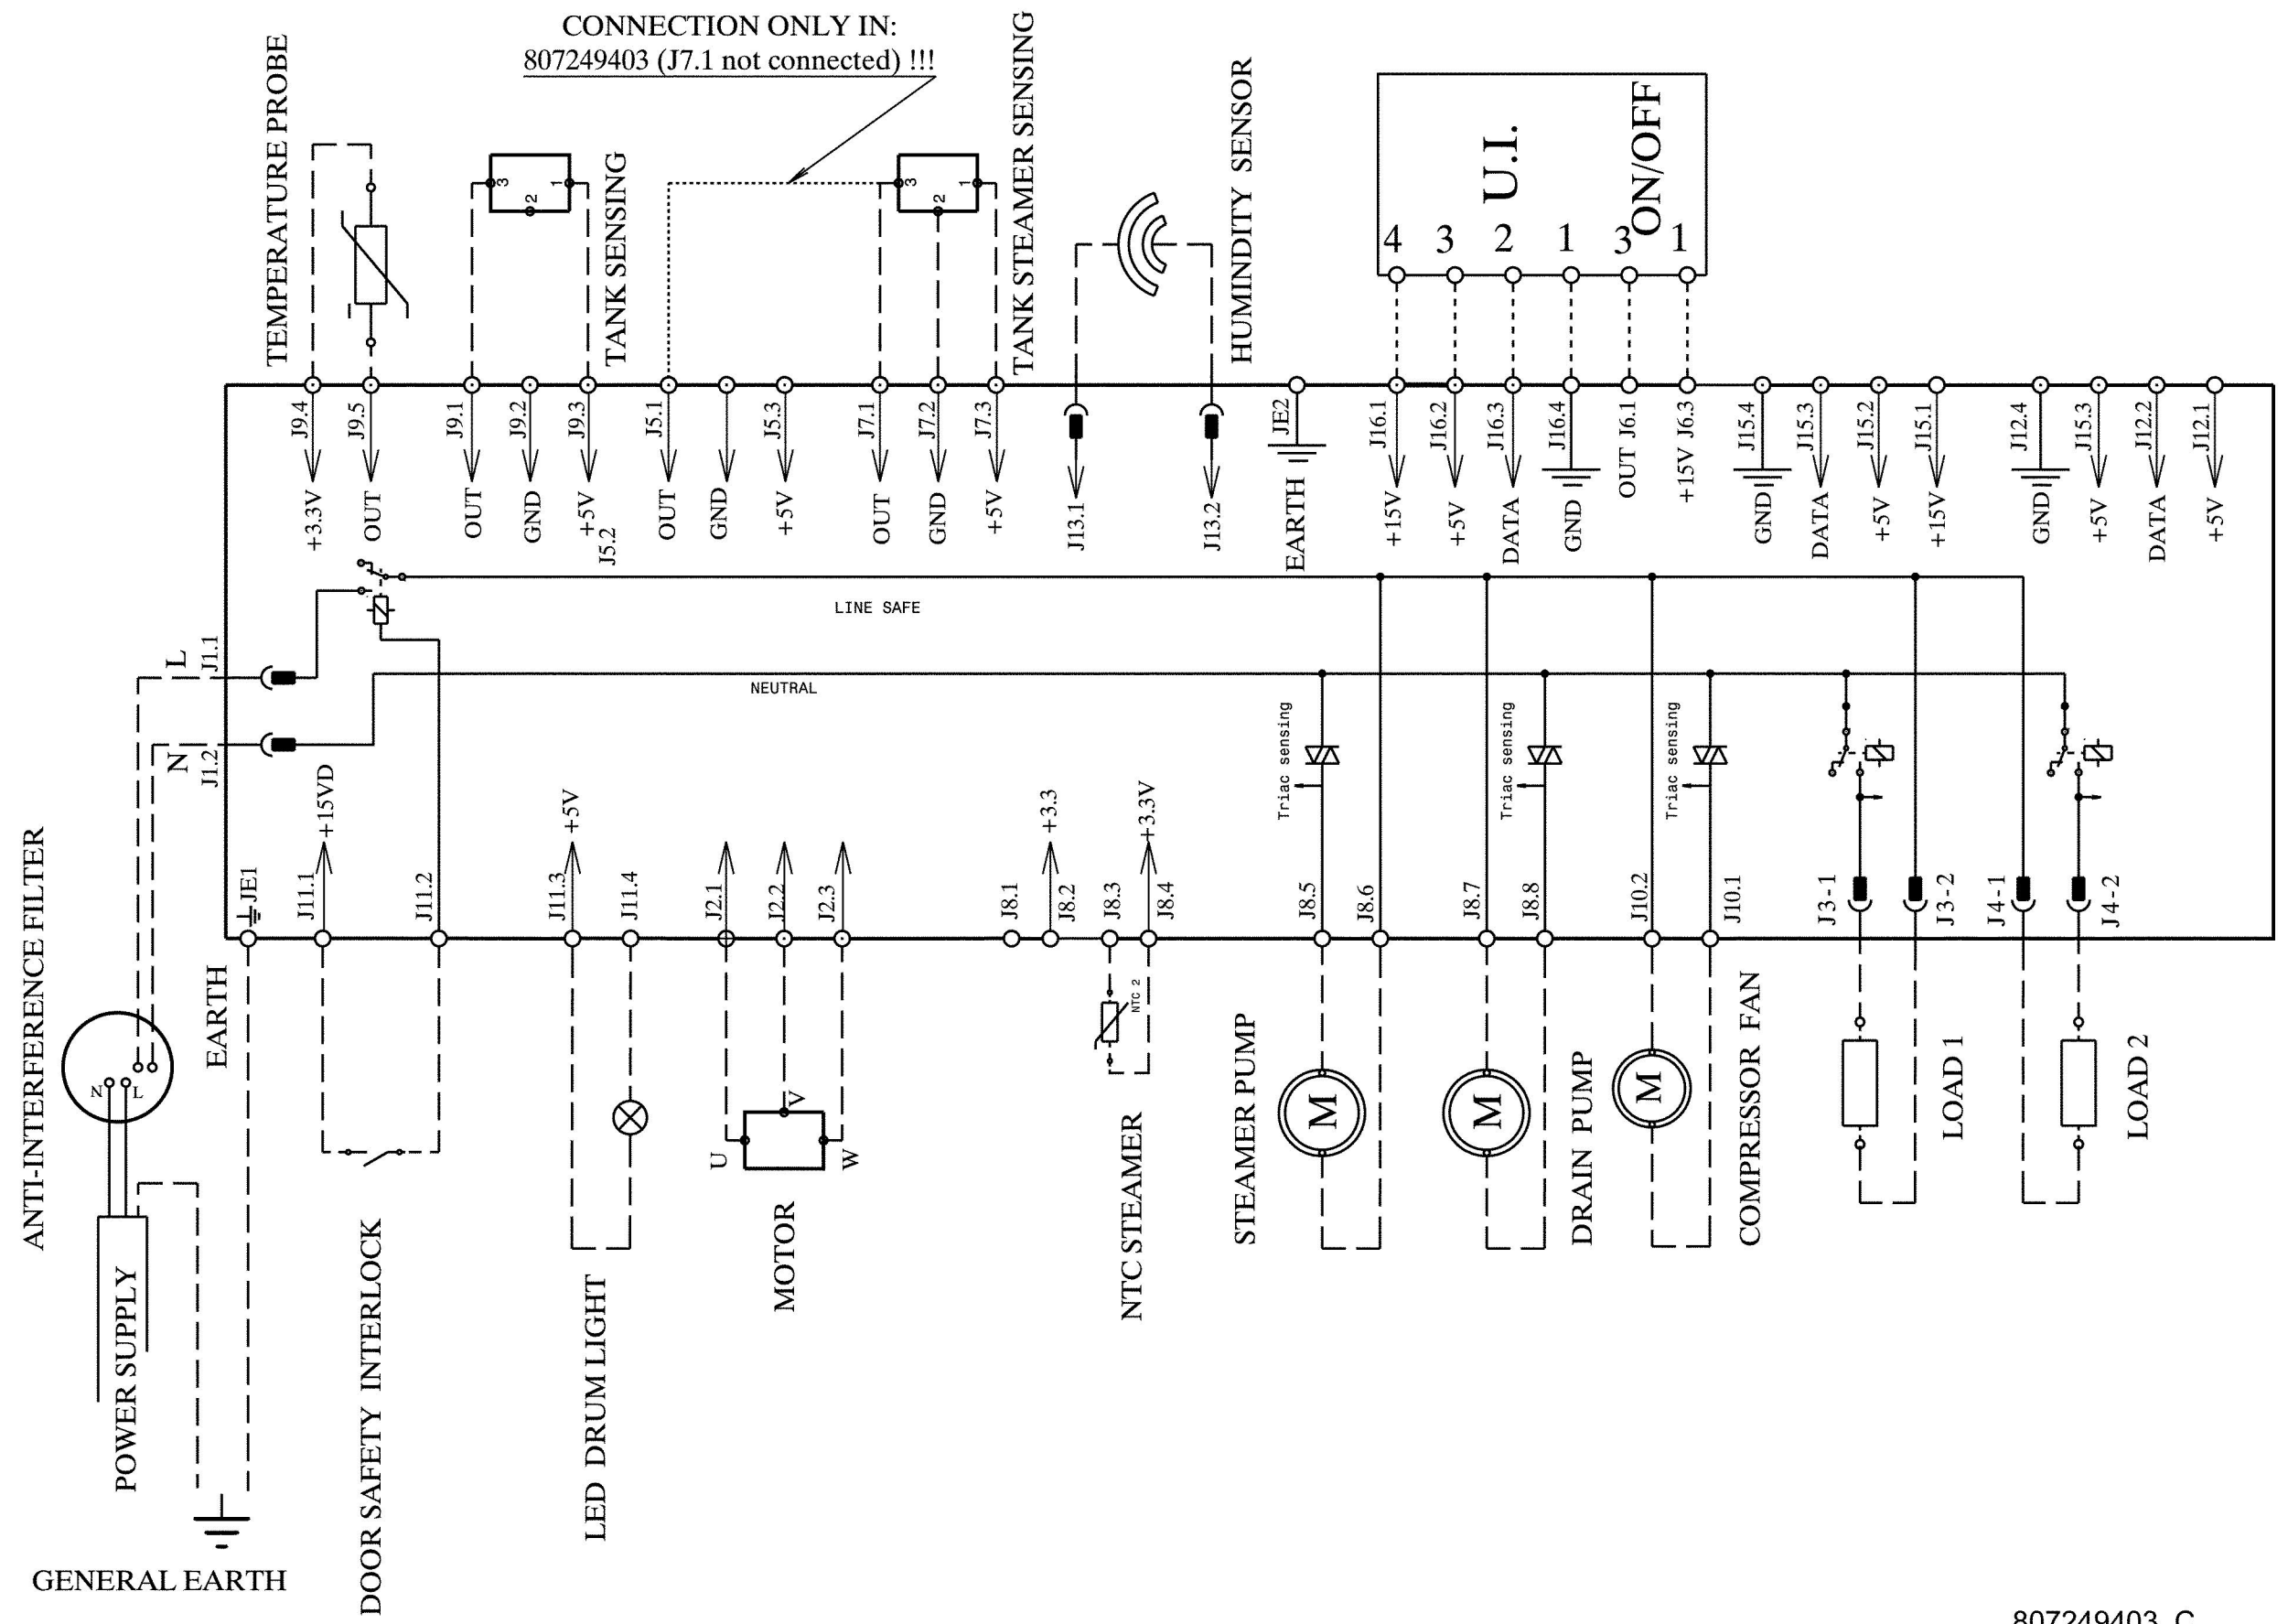 CONNECTION ONLY IN:
807249403 (J7.1 not connected) !!!
TEMPERATURE PROBE
TANK SENSING
TANK STEAMER SENSING
HUMINDITY SENSOR
U.I.
ON/OFF
4 3 2 1 3 1
3 2 1
3 2 1
J9.4
J9.5
J9.1
J9.2
J9.3
J5.1
J5.3
J7.1
J7.2
J7.3
JE2
J16.1
J16.2
J16.3
J16.4
OUT J6.1
+15V J6.3
J15.4
J15.3
J15.2
J15.1
J12.4
J15.3
J12.2
J12.1
+3.3V
OUT
OUT
GND
+5V
J5.2
OUT
GND
+5V
OUT
GND
+5V
J13.1
J13.2
EARTH
+15V
+5V
DATA
GND
GND
DATA
+5V
+15V
GND
+5V
DATA
+5V
LINE SAFE
NEUTRAL
L
J1.1
N
J1.2
Triac sensing
Triac sensing
Triac sensing
+15VD
+5V
+3.3
+3.3V
JE1
J11.1
J11.2
J11.3
J11.4
J2.1
J2.2
J2.3
J8.1
J8.2
J8.3
J8.4
J8.5
J8.6
J8.7
J8.8
J10.2
J10.1
J3-1
J3-2
J4-1
J4-2
ANTI-INTERFERENCE FILTER
N L
EARTH
POWER SUPPLY
GENERAL EARTH
DOOR SAFETY INTERLOCK
LED DRUM LIGHT
U
V
W
MOTOR
NTC 2
NTC STEAMER
M
STEAMER PUMP
M
DRAIN PUMP
M
COMPRESSOR FAN
LOAD 1
LOAD 2
807249403 C